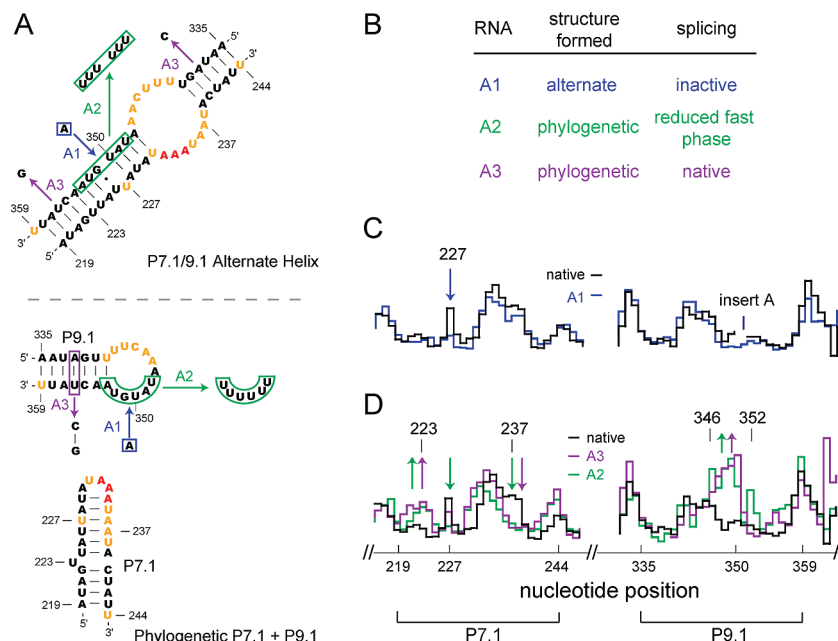 A
B
RNA structure formed splicing
A1 alternate inactive
A2 phylogenetic reduced fast phase
A3 phylogenetic native
335
5'
3'
244
C
A3
UUU UUU
A2
A
A1
350
237
G
A3
227
359
3'
5'
223
219
P7.1/9.1 Alternate Helix
335 P9.1
5'- A A U A G U U U U C A A
3'- U U A U U C A A G U A U
359
A3
A1
350
A2
U U U U U U
C
G
A
227
237
223
P7.1
219
244
5' 3'
Phylogenetic P7.1 + P9.1
C
227
native
A1
insert A
D
223
237
native
A3
A2
346 352
219 227 244 335 350 359
nucleotide position
P7.1 P9.1